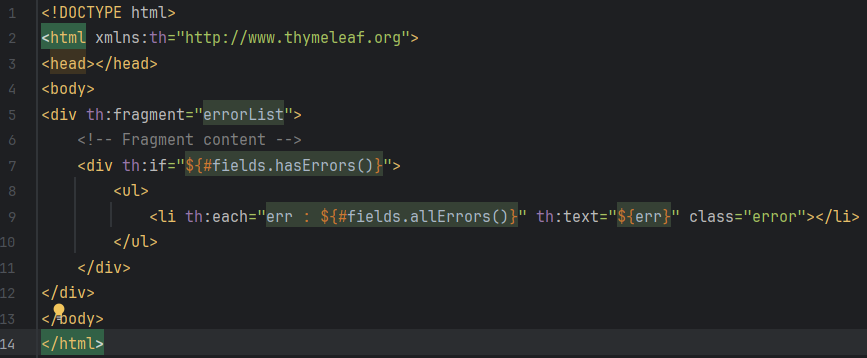 1 <!DOCTYPE html>
2 <html xmlns:th="http://www.thymeleaf.org">
3 <head></head>
4 <body>
5 <div th:fragment="errorList">
6     <!-- Fragment content -->
7     <div th:if="${#fields.hasErrors()}">
8         <ul>
9             <li th:each="err : ${#fields.allErrors()}" th:text="${err}" class="error"></li>
10         </ul>
11     </div>
12 </div>
13 </body>
14 </html>